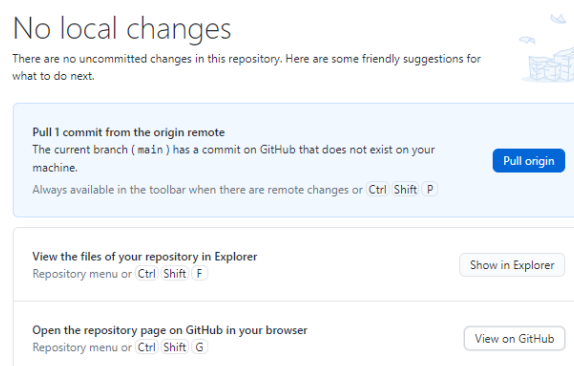 No local changes
There are no uncommitted changes in this repository. Here are some friendly suggestions for
what to do next.
Pull 1 commit from the origin remote
The current branch ( main ) has a commit on GitHub that does not exist on your
machine.
Always available in the toolbar when there are remote changes or Ctrl Shift P
Pull origin
View the files of your repository in Explorer
Repository menu or Ctrl Shift F
Show in Explorer
Open the repository page on GitHub in your browser
Repository menu or Ctrl Shift G
View on GitHub